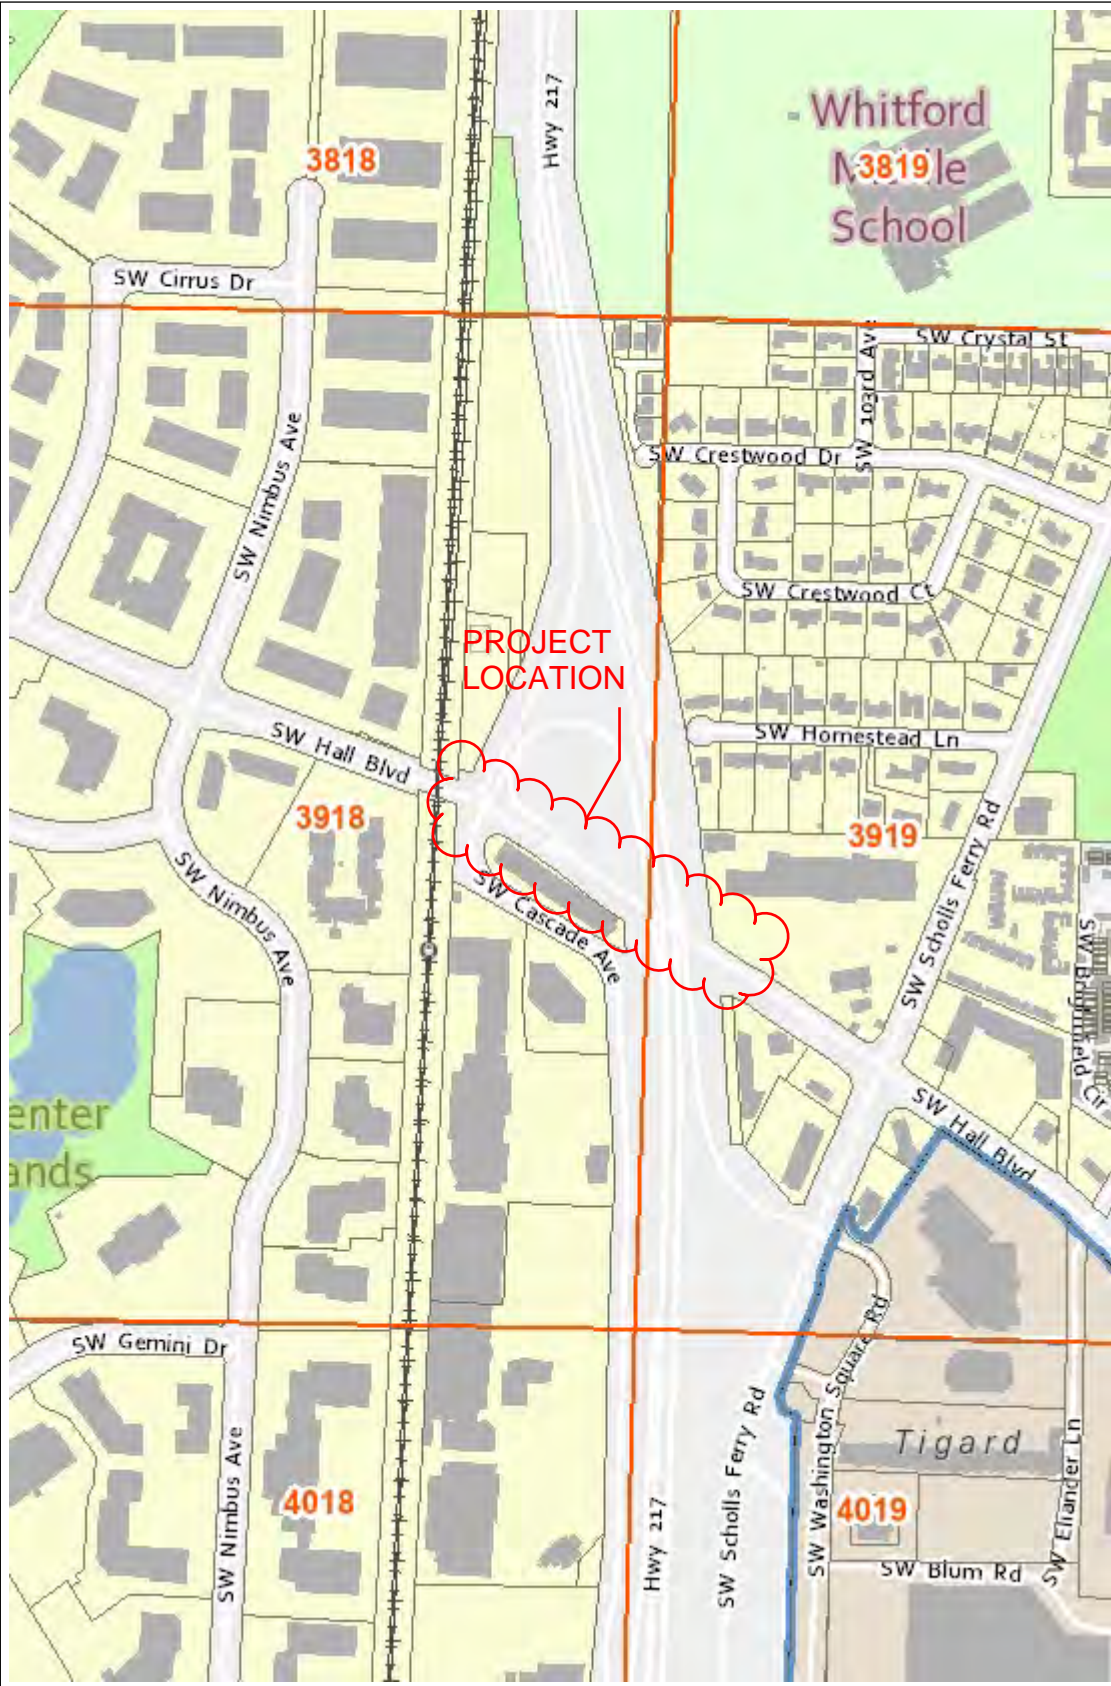 Hwy 217
Whitford
Middle
School
3818
3819
SW Cirrus Dr
SW Crystal St
SW 103rd Ave
SW Nimbus Ave
SW Crestwood Dr
SW Crestwood Ct
PROJECT
LOCATION
SW Hall Blvd
SW Homestead Ln
3918
3919
SW Scholls Ferry Rd
SW Nimbus Ave
SW Cascade Ave
Cir
enter
ands
SW Hall Blvd
SW Gemini Dr
SW Washington Square Rd
Tigard
SW Nimbus Ave
4018
4019
Hwy 217
SW Scholls Ferry Rd
SW Eliander Ln
SW Blum Rd